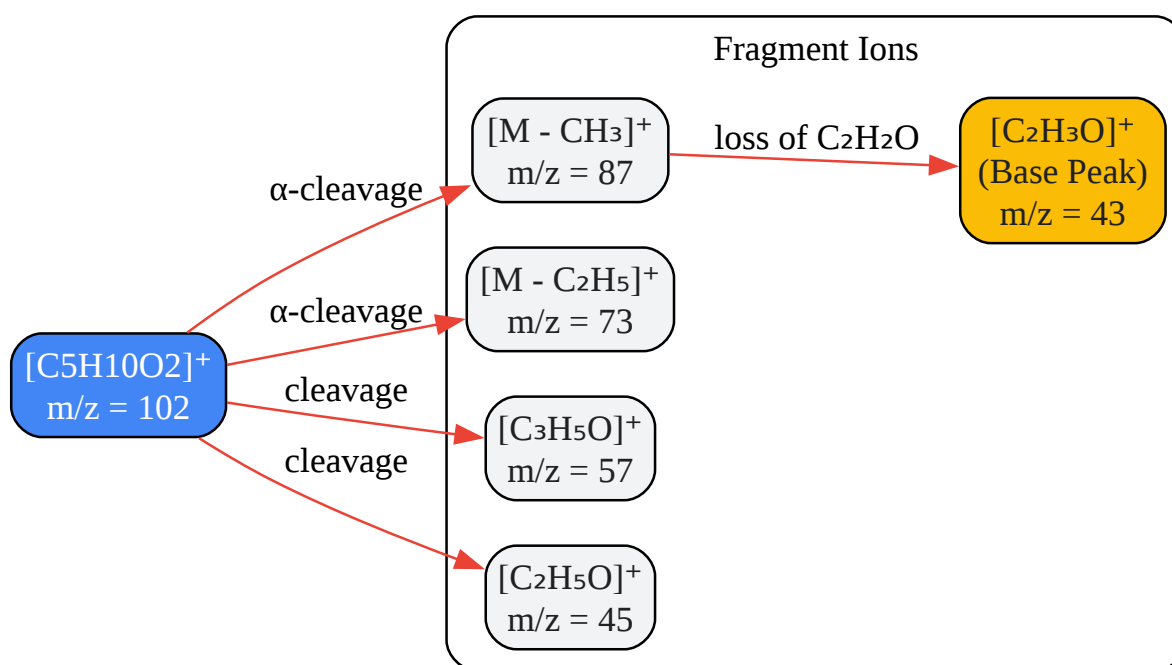 Fragment Ions
[M - CH₃]⁺
m/z = 87
loss of C₂H₂O
[C₂H₃O]⁺
(Base Peak)
m/z = 43
α-cleavage
[M - C₂H₅]⁺
m/z = 73
α-cleavage
[C5H10O2]⁺
m/z = 102
cleavage
[C₃H₅O]⁺
m/z = 57
cleavage
[C₂H₅O]⁺
m/z = 45